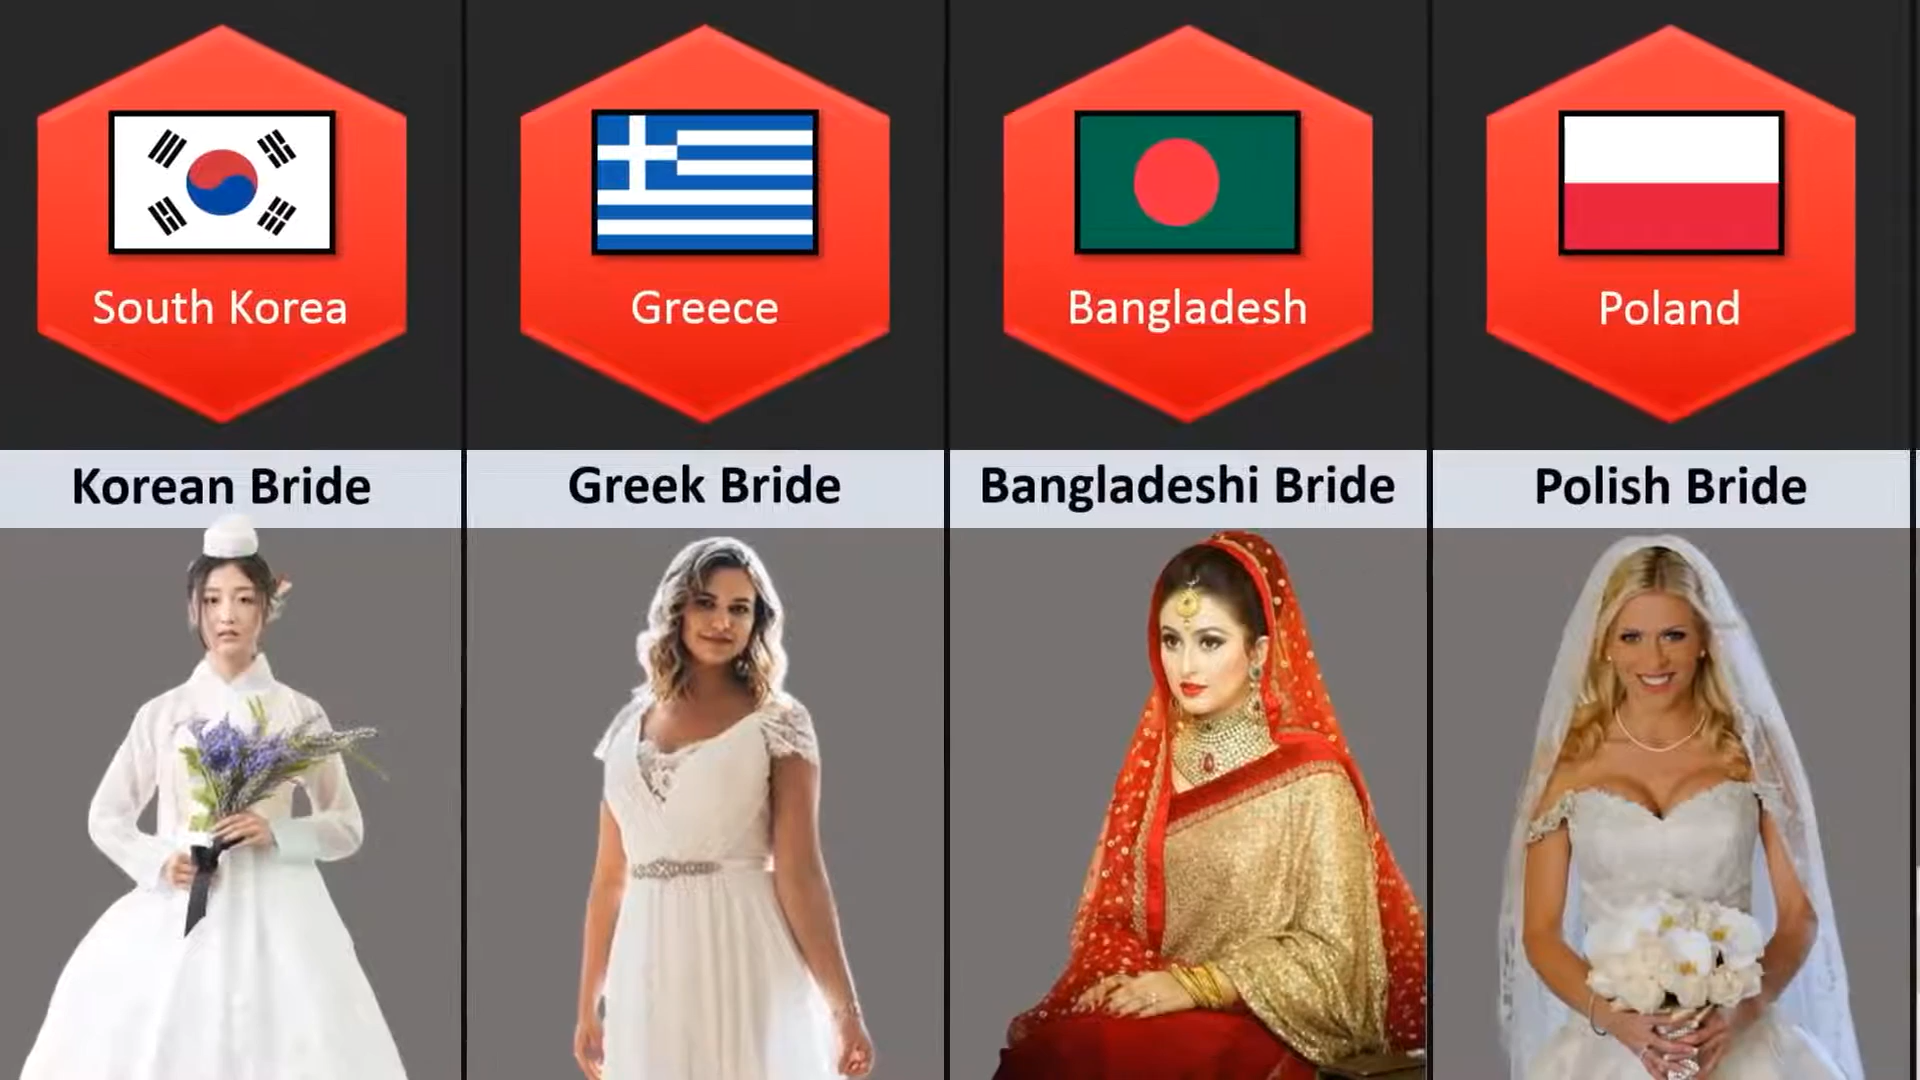 South Korea
Greece
Bangladesh
Poland
Korean Bride
Greek Bride
Bangladeshi Bride
Polish Bride